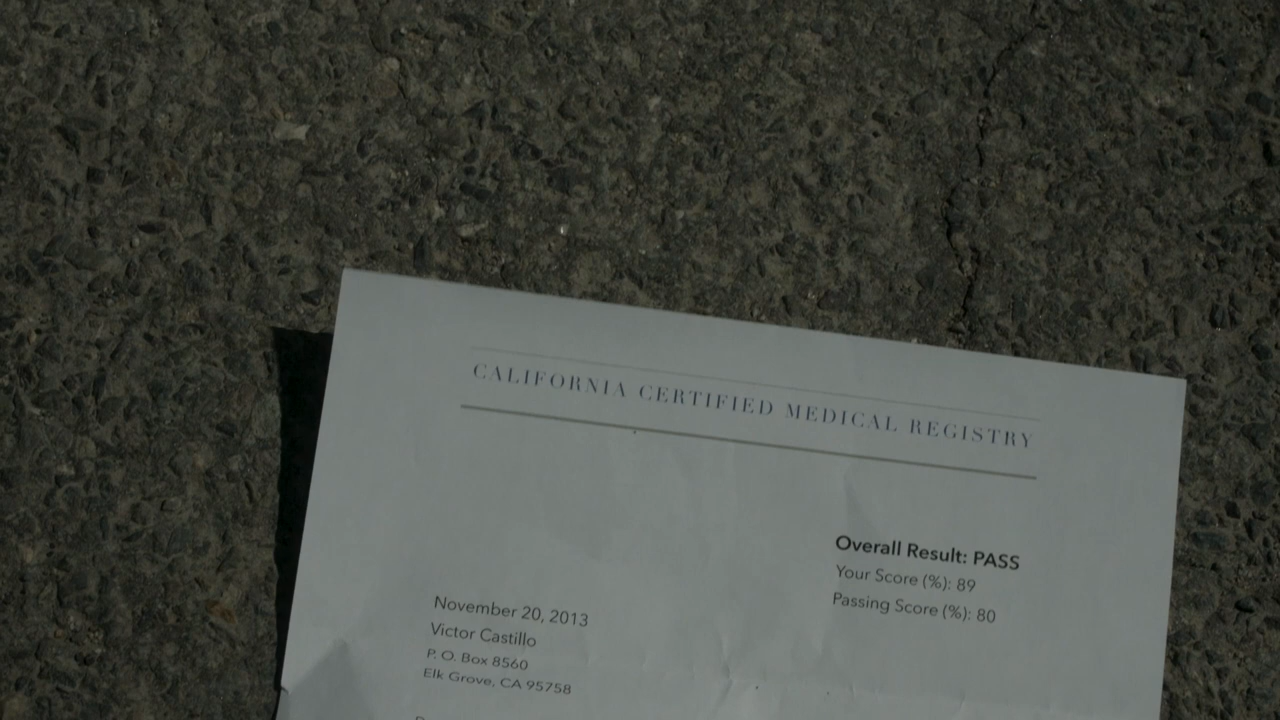 CALIFORNIA CERTIFIED MEDICAL REGISTRY
Overall Result: PASS
Your Score (%): 89
Passing Score (%): 80
November 20, 2013
Victor Castillo
P. O. Box 8560
Elk Grove, CA 95758